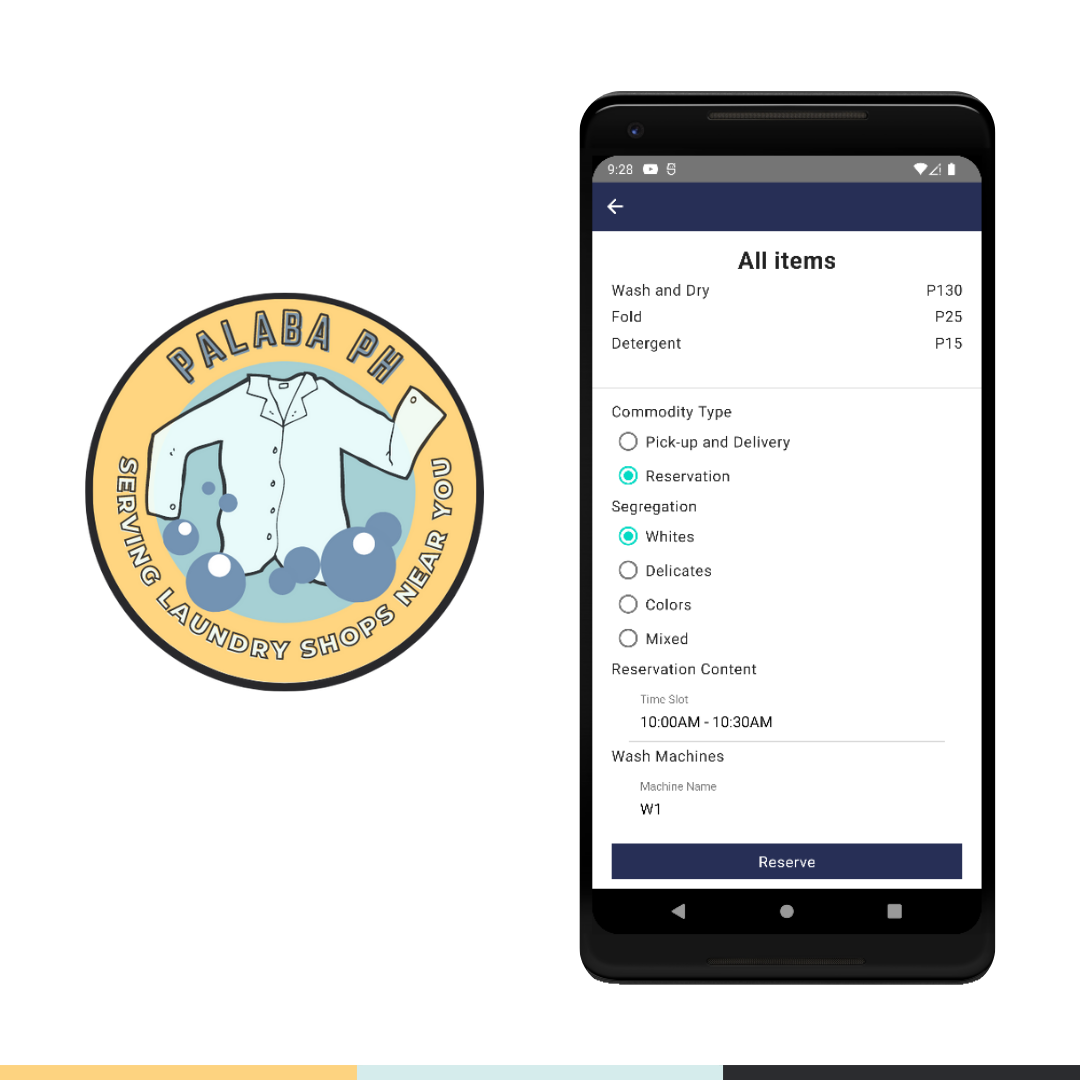 PALABA PH
SERVING LAUNDRY SHOPS NEAR YOU
9:28
All items
Wash and Dry P130
Fold P25
Detergent P15
Commodity Type
Pick-up and Delivery
Reservation
Segregation
Whites
Delicates
Colors
Mixed
Reservation Content
Time Slot
10:00AM - 10:30AM
Wash Machines
Machine Name
W1
Reserve